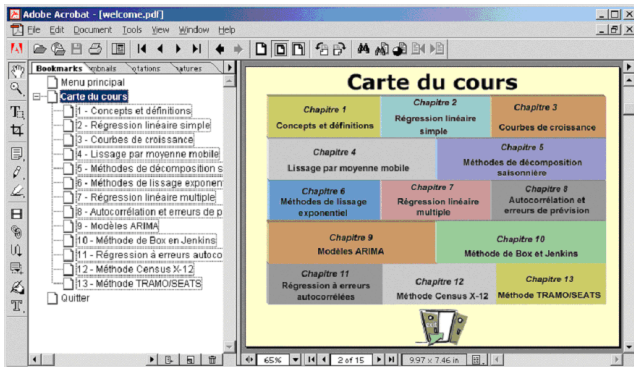 Adobe Acrobat - [welcome.pdf]
File Edit Document Tools View Window Help
Bookmarks
Menu principal
Carte du cours
1 - Concepts et définitions
2 - Régression linéaire simple
3 - Courbes de croissance
4 - Lissage par moyenne mobile
5 - Méthodes de décomposition s
6 - Méthodes de lissage exponen
7 - Régression linéaire multiple
8 - Autocorrélation et erreurs de p
9 - Modèles ARIMA
10 - Méthode de Box en Jenkins
11 - Régression à erreurs autoco
12 - Méthode Census X-12
13 - Méthode TRAMO/SEATS
Quitter
Carte du cours
Chapitre 1
Concepts et définitions
Chapitre 2
Régression linéaire
simple
Chapitre 3
Courbes de croissance
Chapitre 4
Lissage par moyenne mobile
Chapitre 5
Méthodes de décomposition
saisonnière
Chapitre 6
Méthodes de lissage
exponentiel
Chapitre 7
Régression linéaire
multiple
Chapitre 8
Autocorrélation et
erreurs de prévision
Chapitre 9
Modèles ARIMA
Chapitre 10
Méthode de Box et Jenkins
Chapitre 11
Régression à erreurs
autocorrélées
Chapitre 12
Méthode Census X-12
Chapitre 13
Méthode TRAMO/SEATS
65% 2 of 15 9.97 x 7.46 in